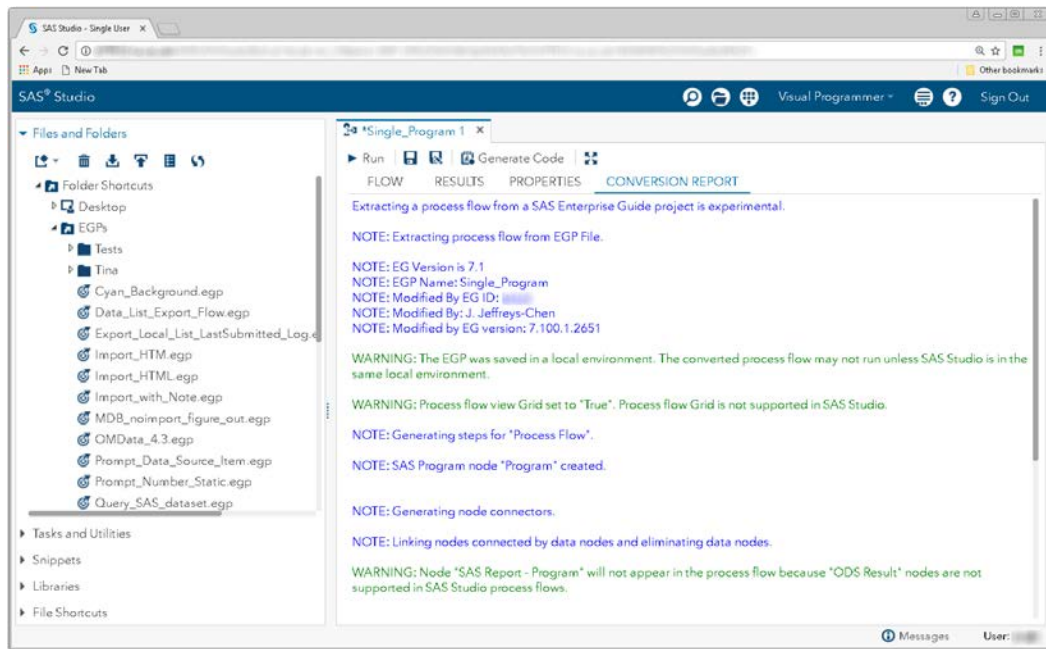 SAS Studio - Single User
Apps New Tab
Other bookmarks
SAS® Studio
Visual Programmer
Sign Out
Files and Folders
Folder Shortcuts
Desktop
EGPs
Tests
Tina
Cyan_Background.egp
Data_List_Export_Flow.egp
Export_Local_List_LastSubmitted_Log.e
Import_HTM.egp
Import_HTML.egp
Import_with_Note.egp
MDB_noimport_figure_out.egp
OMData_4.3.egp
Prompt_Data_Source_Item.egp
Prompt_Number_Static.egp
Query_SAS_dataset.egp
Tasks and Utilities
Snippets
Libraries
File Shortcuts
*Single_Program 1
Run Generate Code
FLOW RESULTS PROPERTIES CONVERSION REPORT
Extracting a process flow from a SAS Enterprise Guide project is experimental.
NOTE: Extracting process flow from EGP File.
NOTE: EG Version is 7.1
NOTE: EGP Name: Single_Program
NOTE: Modified By EG ID:
NOTE: Modified By: J. Jeffreys-Chen
NOTE: Modified by EG version: 7.100.1.2651
WARNING: The EGP was saved in a local environment. The converted process flow may not run unless SAS Studio is in the
same local environment.
WARNING: Process flow view Grid set to "True". Process flow Grid is not supported in SAS Studio.
NOTE: Generating steps for "Process Flow".
NOTE: SAS Program node "Program" created.
NOTE: Generating node connectors.
NOTE: Linking nodes connected by data nodes and eliminating data nodes.
WARNING: Node "SAS Report - Program" will not appear in the process flow because "ODS Result" nodes are not
supported in SAS Studio process flows.
Messages User: